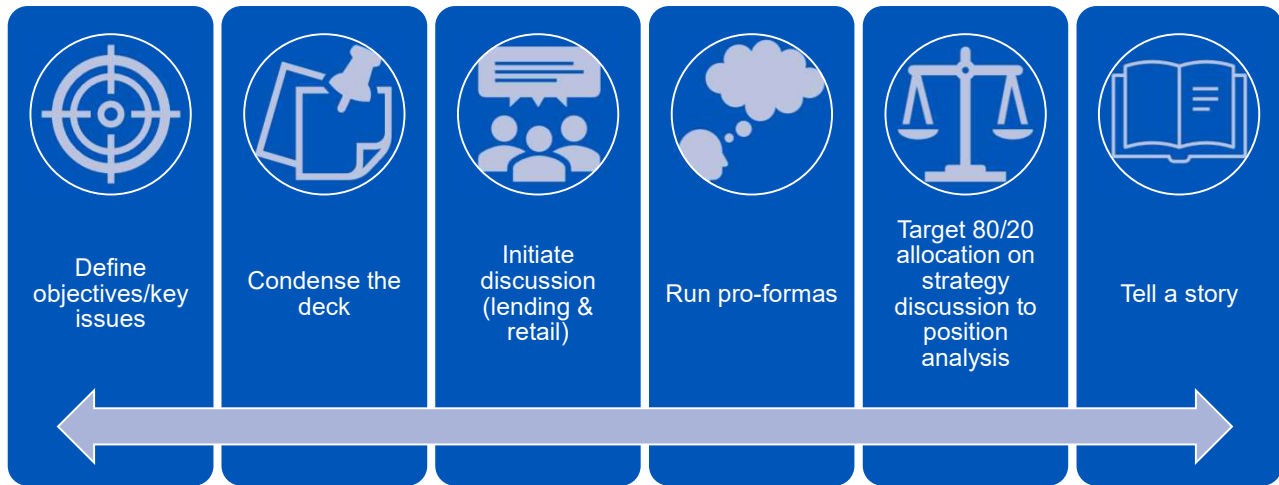 Define
objectives/key
issues
Condense the
deck
Initiate
discussion
(lending &
retail)
Run pro-formas
Target 80/20
allocation on
strategy
discussion to
position
analysis
Tell a story